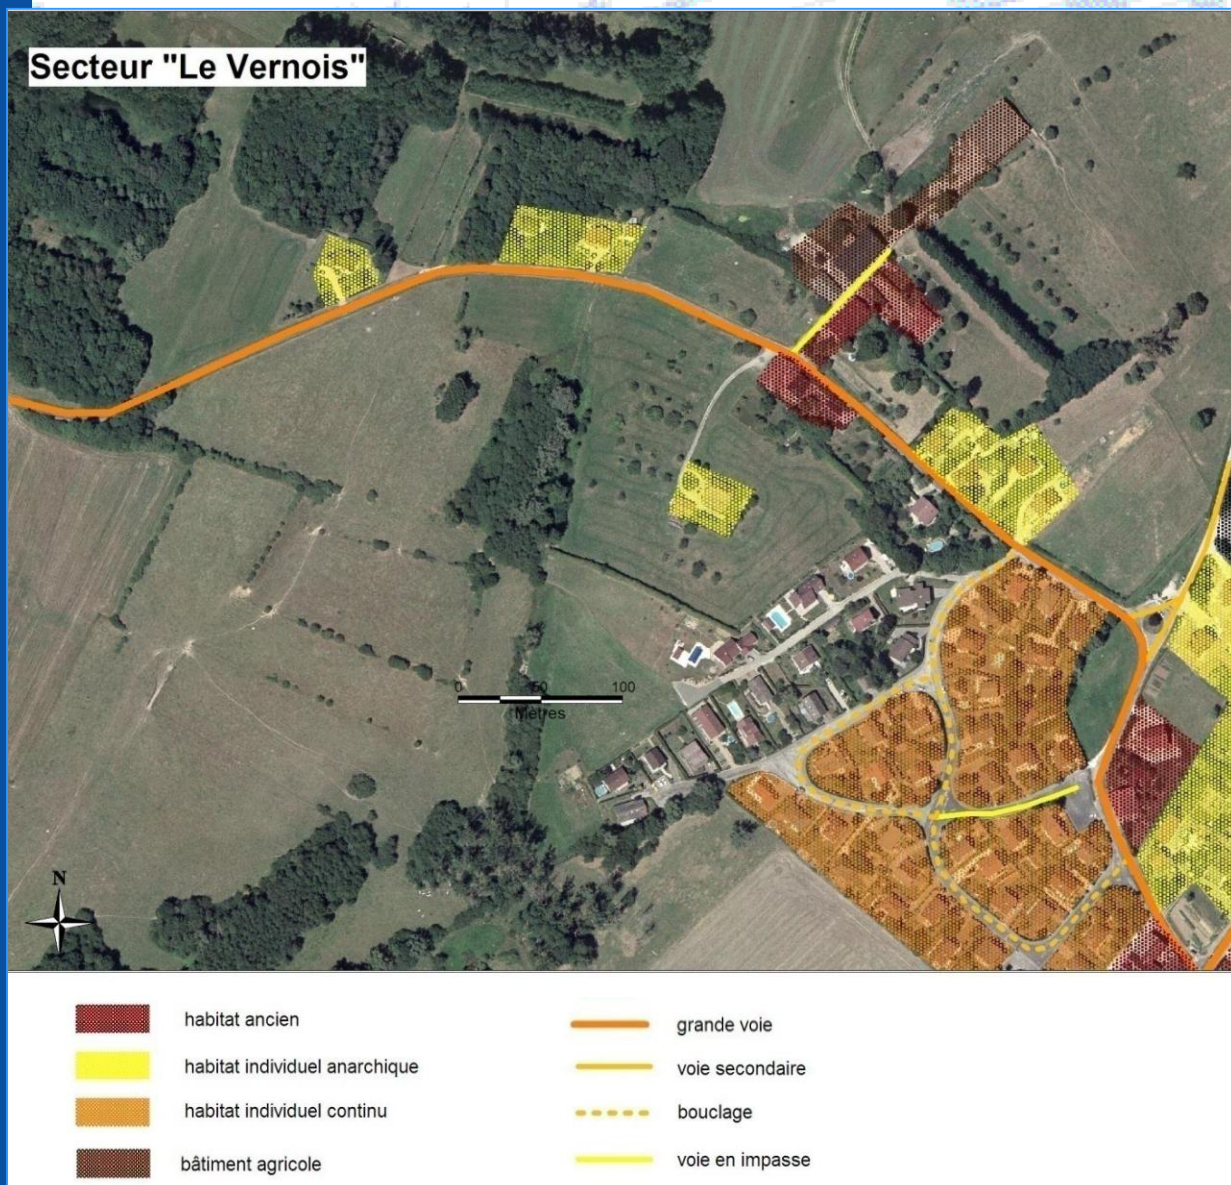 Secteur "Le Vernois"
0 50 100
Mètres
N
habitat ancien
habitat individuel anarchique
habitat individuel continu
bâtiment agricole
grande voie
voie secondaire
bouclage
voie en impasse